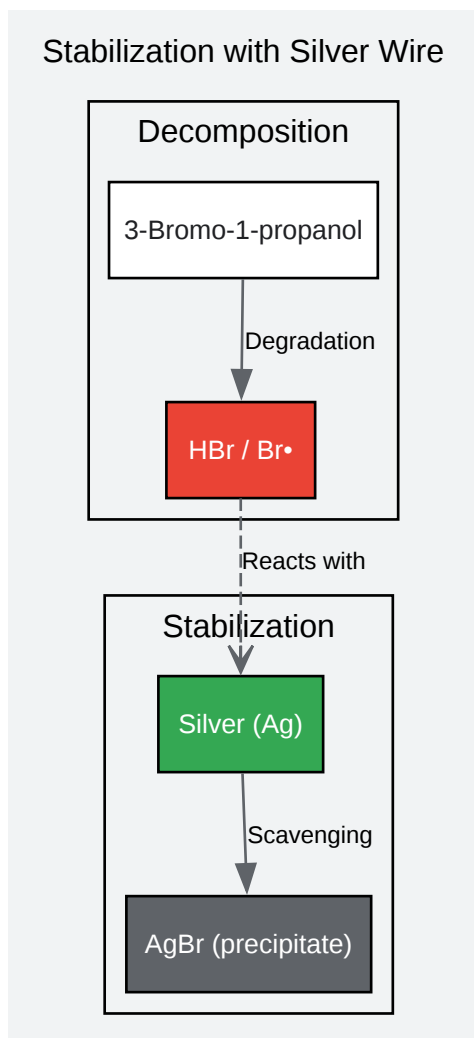 Stabilization with Silver Wire
Decomposition
3-Bromo-1-propanol
Degradation
HBr / Br•
Reacts with
Stabilization
Silver (Ag)
Scavenging
AgBr (precipitate)